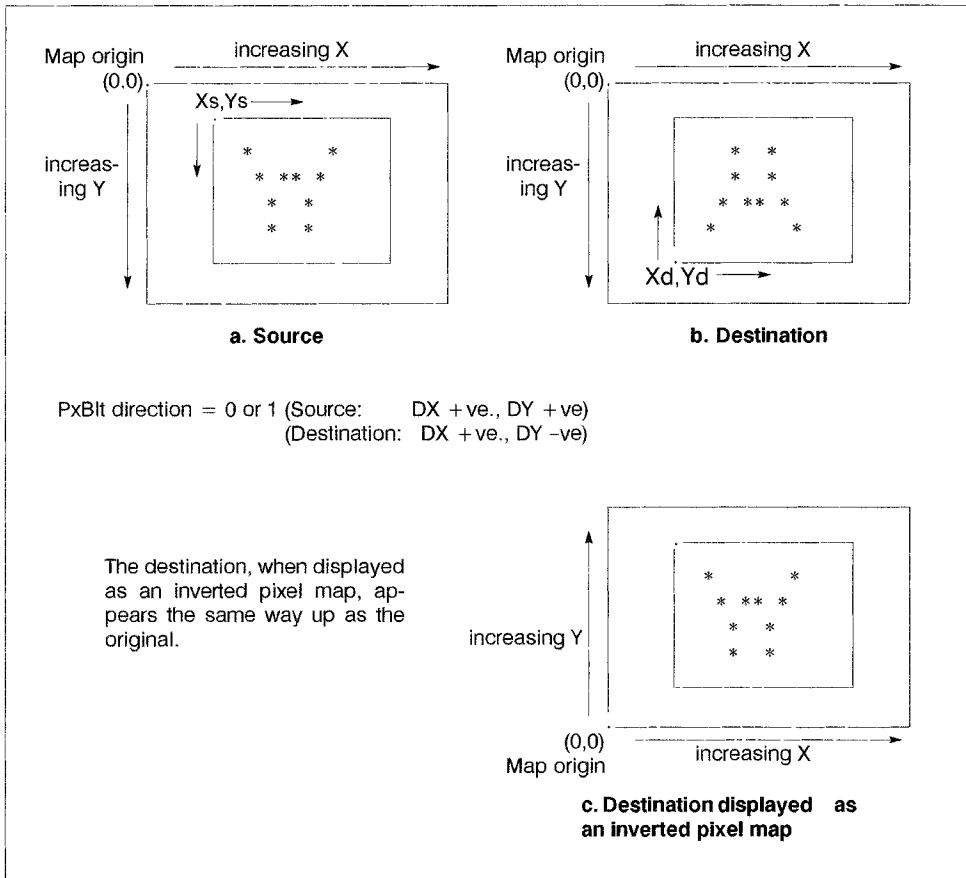 Map origin
(0,0)
increasing X
Xs,Ys
increas-
ing Y
*          *
* ** *
*   *
*   *
a. Source
Map origin
(0,0)
increasing X
increas-
ing Y
*   *
*   *
* ** *
*          *
Xd,Yd
b. Destination
PxBlt direction = 0 or 1 (Source: DX +ve., DY +ve)
(Destination: DX +ve., DY -ve)
The destination, when displayed
as an inverted pixel map, ap-
pears the same way up as the
original.
increasing Y
*          *
* ** *
*   *
*   *
(0,0)
Map origin
increasing X
c. Destination displayed as
an inverted pixel map